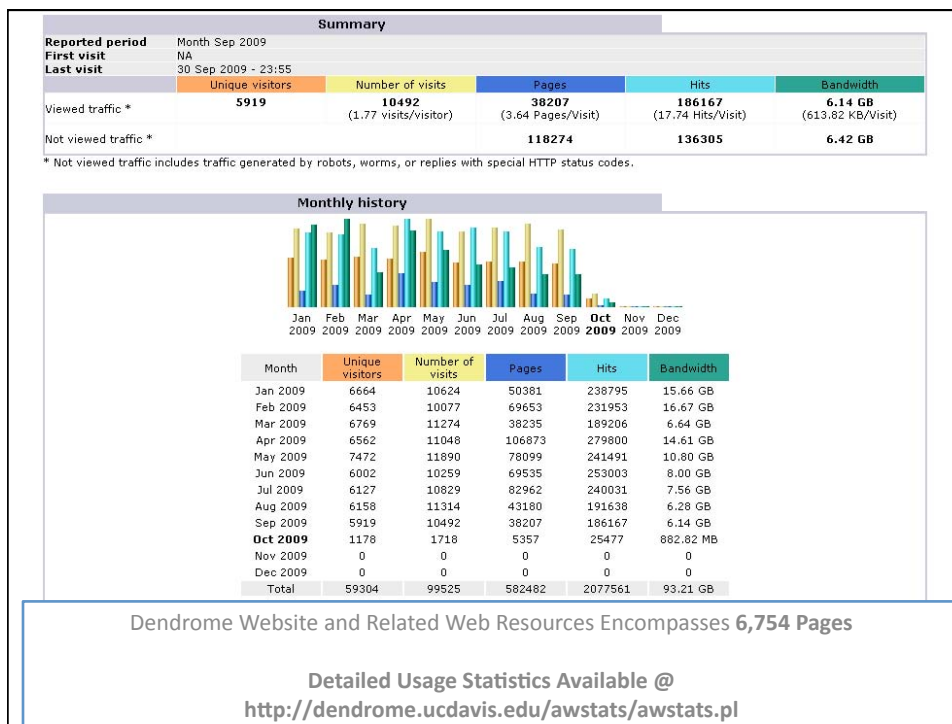 Summary
Reported period Month Sep 2009
First visit NA
Last visit 30 Sep 2009 - 23:55
Unique visitors Number of visits Pages Hits Bandwidth
Viewed traffic * 5919 10492 38207 186167 6.14 GB
(1.77 visits/visitor) (3.64 Pages/Visit) (17.74 Hits/Visit) (613.82 KB/Visit)
Not viewed traffic * 118274 136305 6.42 GB
* Not viewed traffic includes traffic generated by robots, worms, or replies with special HTTP status codes.
Monthly history
Jan Feb Mar Apr May Jun Jul Aug Sep Oct Nov Dec
2009 2009 2009 2009 2009 2009 2009 2009 2009 2009 2009 2009
Month Unique visitors Number of visits Pages Hits Bandwidth
Jan 2009 6664 10624 50381 238795 15.66 GB
Feb 2009 6453 10077 69653 231953 16.67 GB
Mar 2009 6769 11274 38235 189206 6.64 GB
Apr 2009 6562 11048 106873 279800 14.61 GB
May 2009 7472 11890 78099 241491 10.80 GB
Jun 2009 6002 10259 69535 253003 8.00 GB
Jul 2009 6127 10829 82962 240031 7.56 GB
Aug 2009 6158 11314 43180 191638 6.28 GB
Sep 2009 5919 10492 38207 186167 6.14 GB
Oct 2009 1178 1718 5357 25477 882.82 MB
Nov 2009 0 0 0 0 0
Dec 2009 0 0 0 0 0
Total 59304 99525 582482 2077561 93.21 GB
Dendrome Website and Related Web Resources Encompasses 6,754 Pages
Detailed Usage Statistics Available @
http://dendrome.ucdavis.edu/awstats/awstats.pl